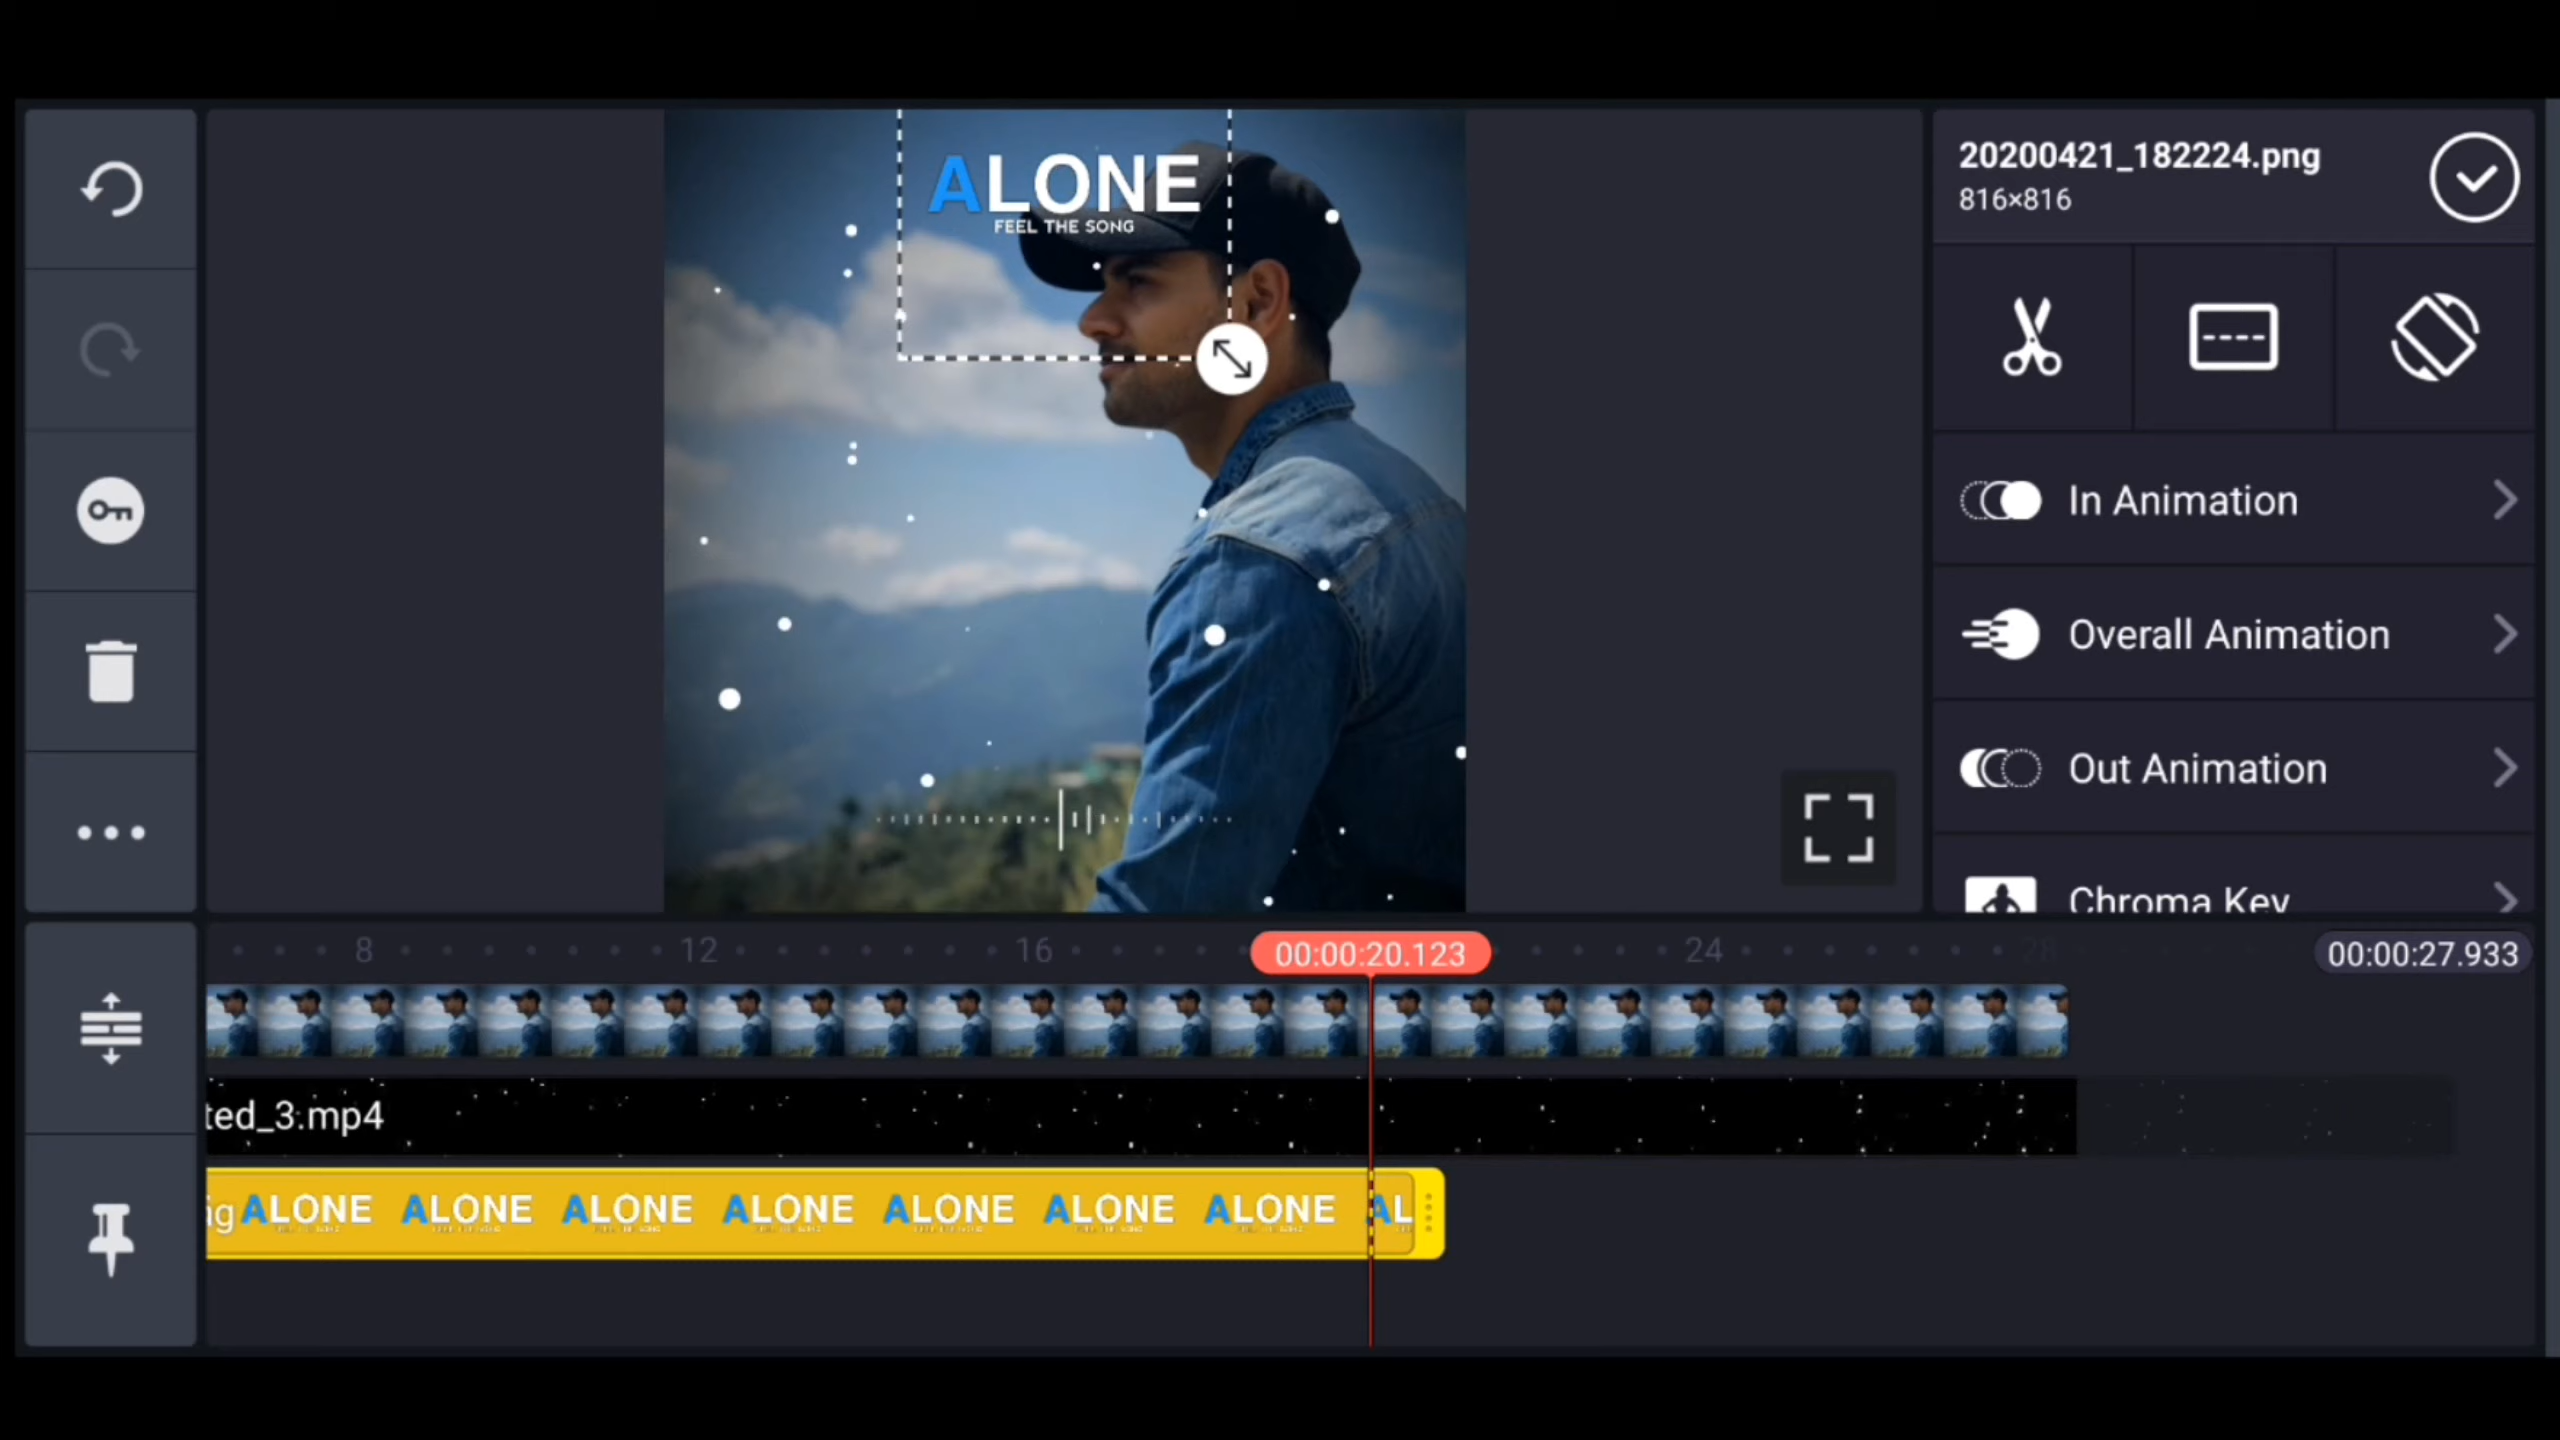 ALONE
FEEL THE SONG
20200421_182224.png
816×816
In Animation
Overall Animation
Out Animation
Chroma Key
8 12 16 00:00:20.123 24 28 00:00:27.933
ted_3.mp4
ig ALONE ALONE ALONE ALONE ALONE ALONE ALONE AL